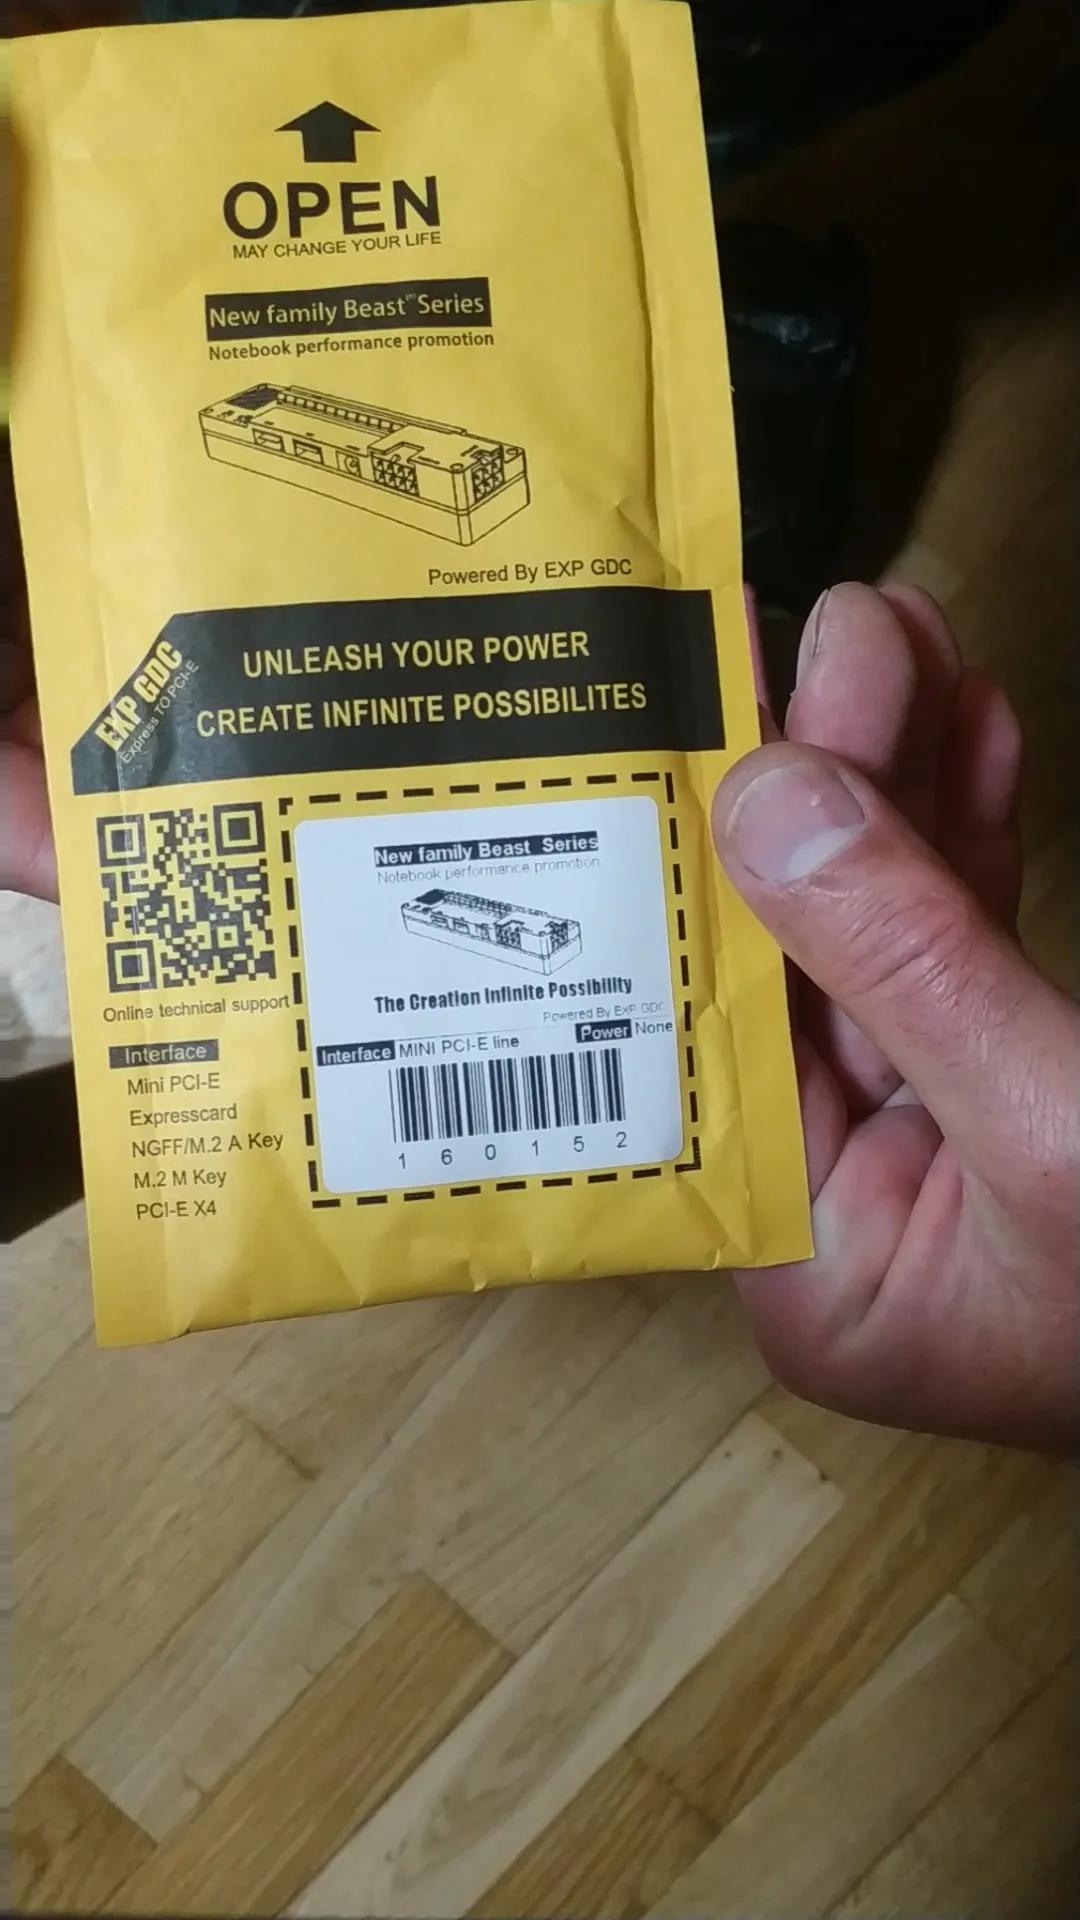 OPEN
MAY CHANGE YOUR LIFE
New family Beast Series
Notebook performance promotion
Powered By EXP GDC
EXP GDC
Express TO PCI-E
UNLEASH YOUR POWER
CREATE INFINITE POSSIBILITES
Online technical support
Interface
Mini PCI-E
Expresscard
NGFF/M.2 A Key
M.2 M Key
PCI-E X4
New family Beast Series
Notebook performance promotion
The Creation Infinite Possibility
Powered By EXP GDC
Interface MINI PCI-E line
Power None
1 6 0 1 5 2